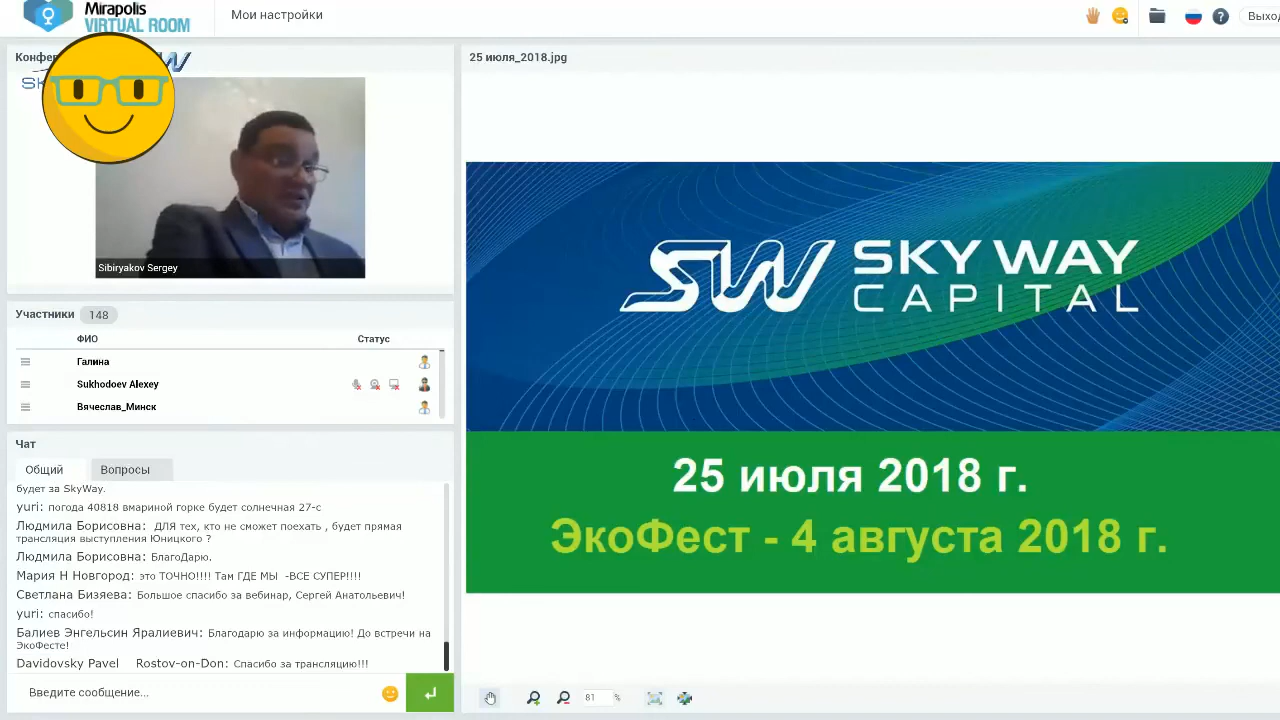 Mirapolis
VIRTUAL ROOM
Мои настройки
Выхо
25 июля_2018.jpg
Sibiryakov Sergey
Участники 148
ФИО Статус
Галина
Sukhodoev Alexey
Вячеслав_Минск
Чат
Общий Вопросы
будет за SkyWay.
yuri: погода 40818 вмариной горке будет солнечная 27-с
Людмила Борисовна: ДЛЯ тех, кто не сможет поехать , будет прямая
трансляция выступления Юницкого ?
Людмила Борисовна: БлагоДарю.
Мария Н Новгород: это ТОЧНО!!!! Там ГДЕ МЫ -ВСЕ СУПЕР!!!!
Светлана Бизяева: Большое спасибо за вебинар, Сергей Анатольевич!
yuri: спасибо!
Балиев Энгельсин Яралиевич: Благодарю за информацию! До встречи на
ЭкоФесте!
Davidovsky Pavel Rostov-on-Don: Спасибо за трансляцию!!!
Введите сообщение...
SW SKY WAY
CAPITAL
25 июля 2018 г.
ЭкоФест - 4 августа 2018 г.
81 %